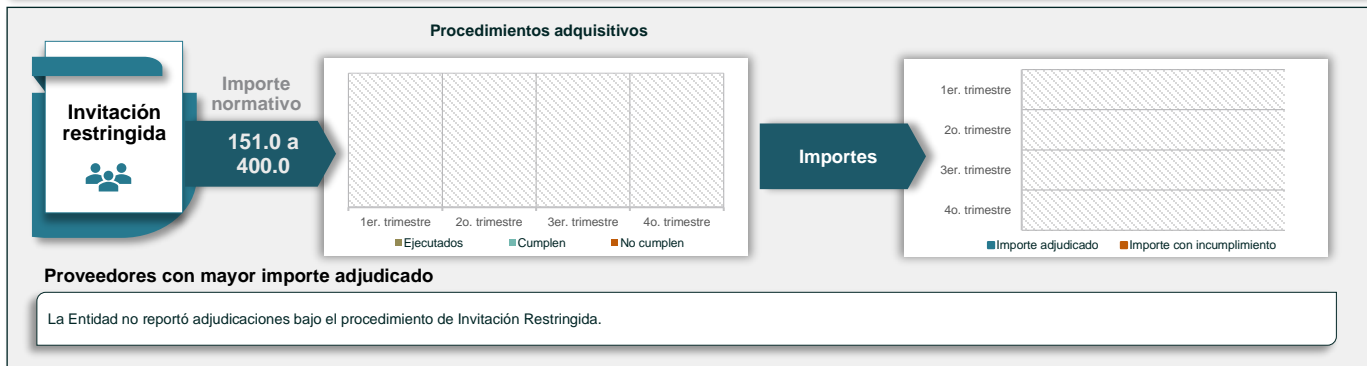 Procedimientos adquisitivos
Invitación
restringida
Importe
normativo
151.0 a
400.0
1er. trimestre
2o. trimestre
3er. trimestre
4o. trimestre
Ejecutados
Cumplen
No cumplen
Importes
1er. trimestre
2o. trimestre
3er. trimestre
4o. trimestre
Importe adjudicado
Importe con incumplimiento
Proveedores con mayor importe adjudicado
La Entidad no reportó adjudicaciones bajo el procedimiento de Invitación Restringida.